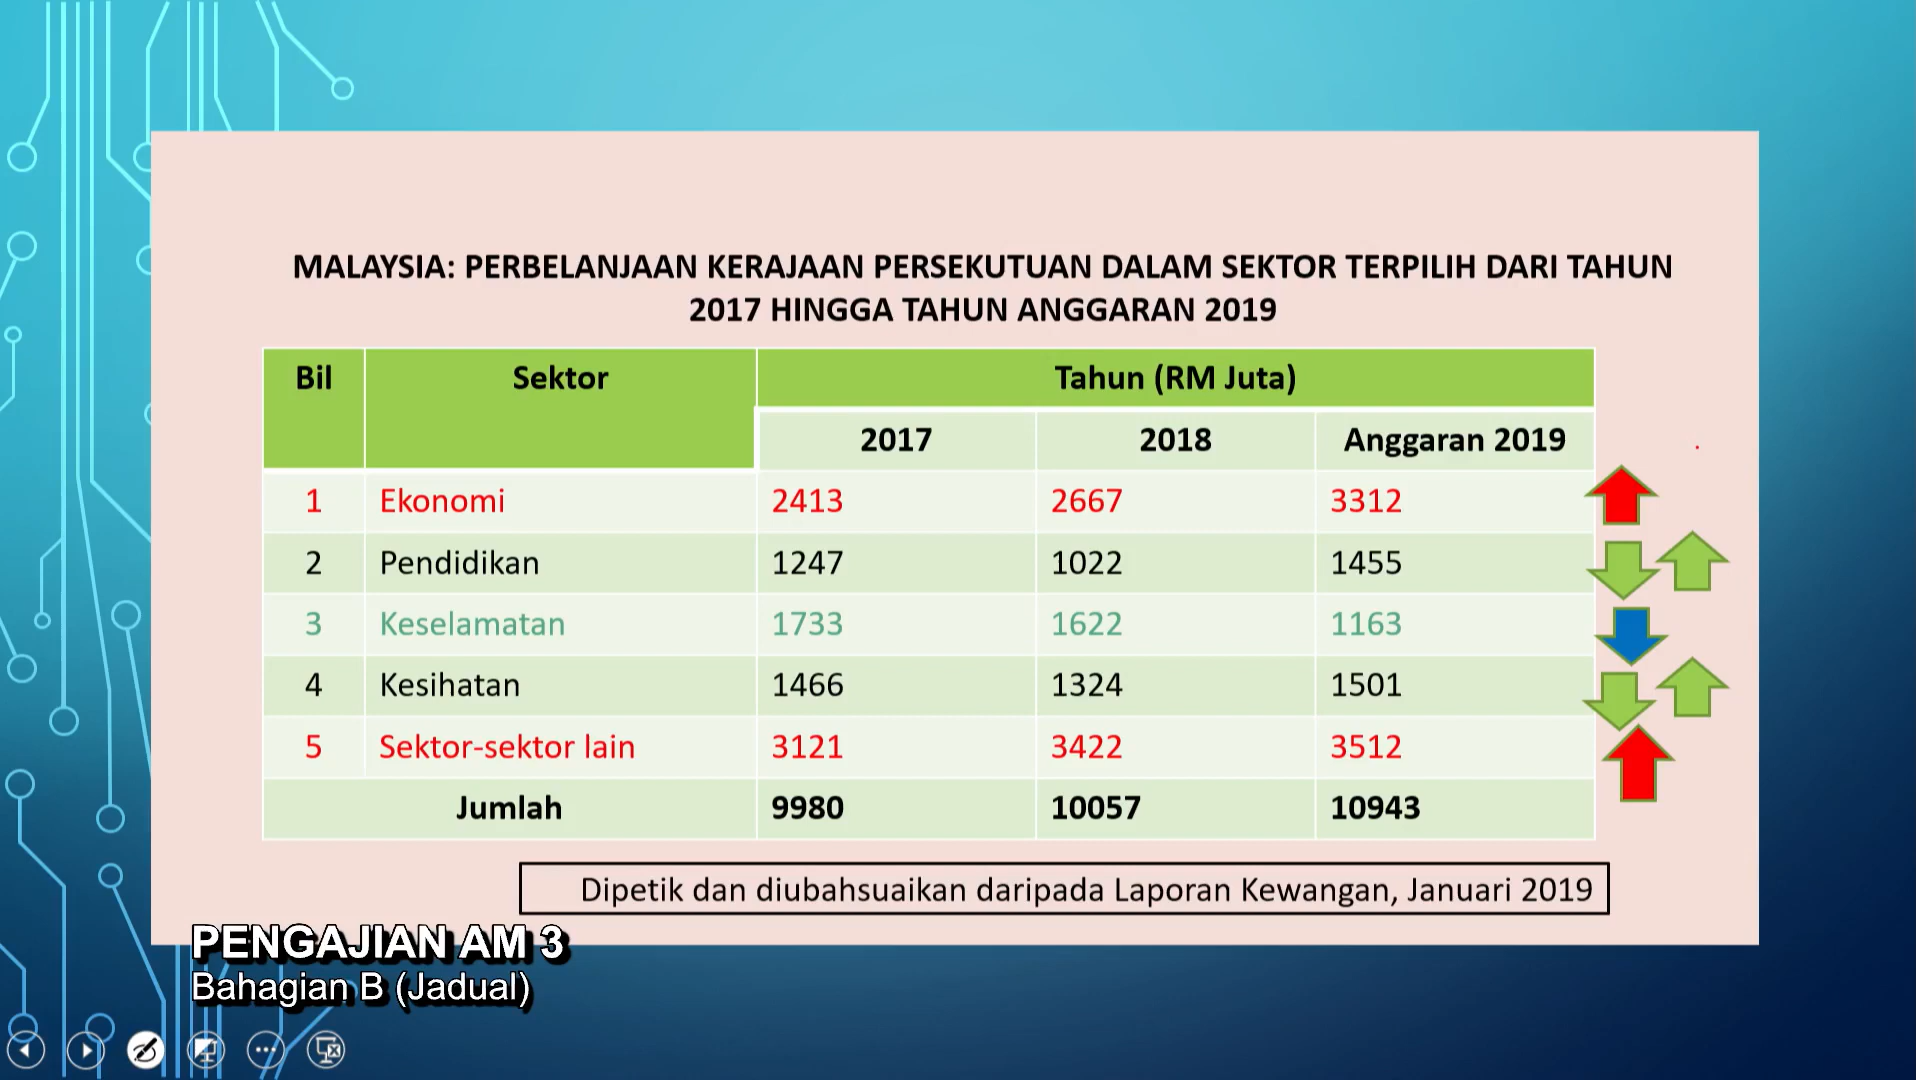 MALAYSIA: PERBELANJAAN KERAJAAN PERSEKUTUAN DALAM SEKTOR TERPILIH DARI TAHUN
2017 HINGGA TAHUN ANGGARAN 2019
Bil Sektor Tahun (RM Juta)
2017 2018 Anggaran 2019
1 Ekonomi 2413 2667 3312
2 Pendidikan 1247 1022 1455
3 Keselamatan 1733 1622 1163
4 Kesihatan 1466 1324 1501
5 Sektor-sektor lain 3121 3422 3512
Jumlah 9980 10057 10943
Dipetik dan diubahsuaikan daripada Laporan Kewangan, Januari 2019
PENGAJIAN AM 3
Bahagian B (Jadual)